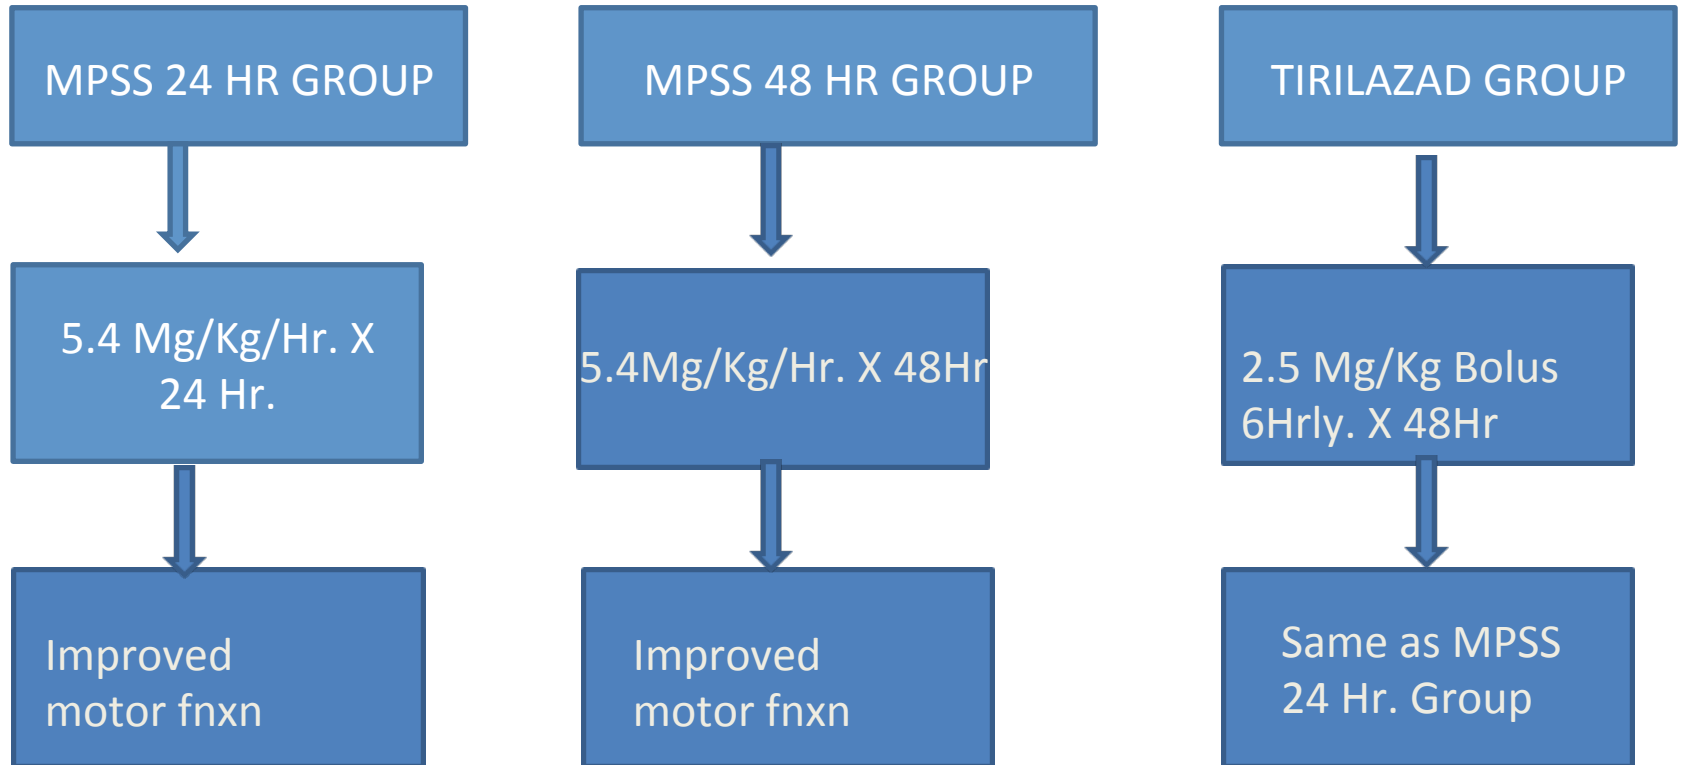 MPSS 24 HR GROUP
MPSS 48 HR GROUP
TIRILAZAD GROUP
5.4 Mg/Kg/Hr. X
24 Hr.
5.4Mg/Kg/Hr. X 48Hr
2.5 Mg/Kg Bolus
6Hrly. X 48Hr
Improved
motor fnxn
Improved
motor fnxn
Same as MPSS
24 Hr. Group